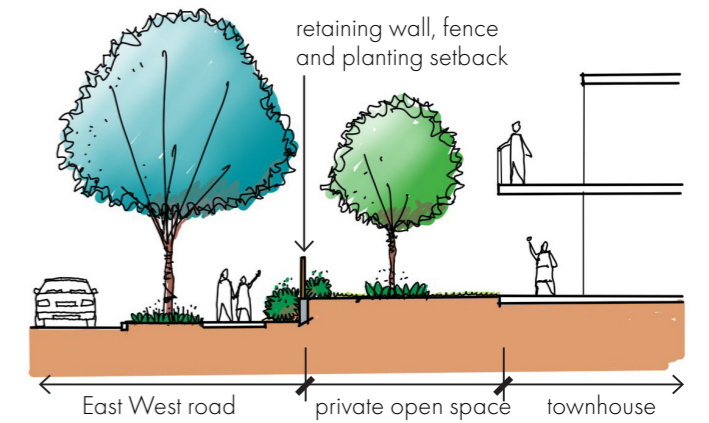 retaining wall, fence
and planting setback
East West road
private open space
townhouse